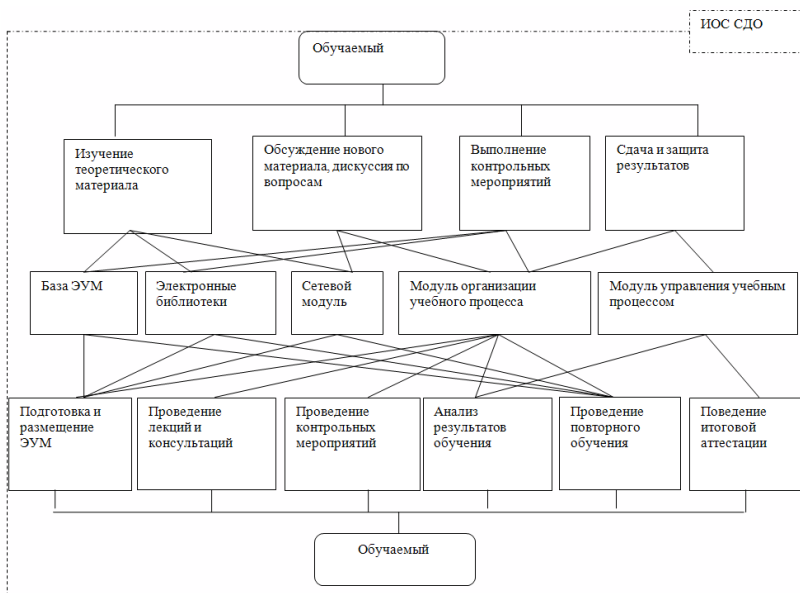 ИОС СДО
Обучаемый
Изучение
теоретического
материала
Обсуждение нового
материала, дискуссия по
вопросам
Выполнение
контрольных
мероприятий
Сдача и защита
результатов
База ЭУМ
Электронные
библиотеки
Сетевой
модуль
Модуль организации
учебного процесса
Модуль управления учебным
процессом
Подготовка и
размещение
ЭУМ
Проведение
лекций и
консультаций
Проведение
контрольных
мероприятий
Анализ
результатов
обучения
Проведение
повторного
обучения
Поведение
итоговой
аттестации
Обучаемый